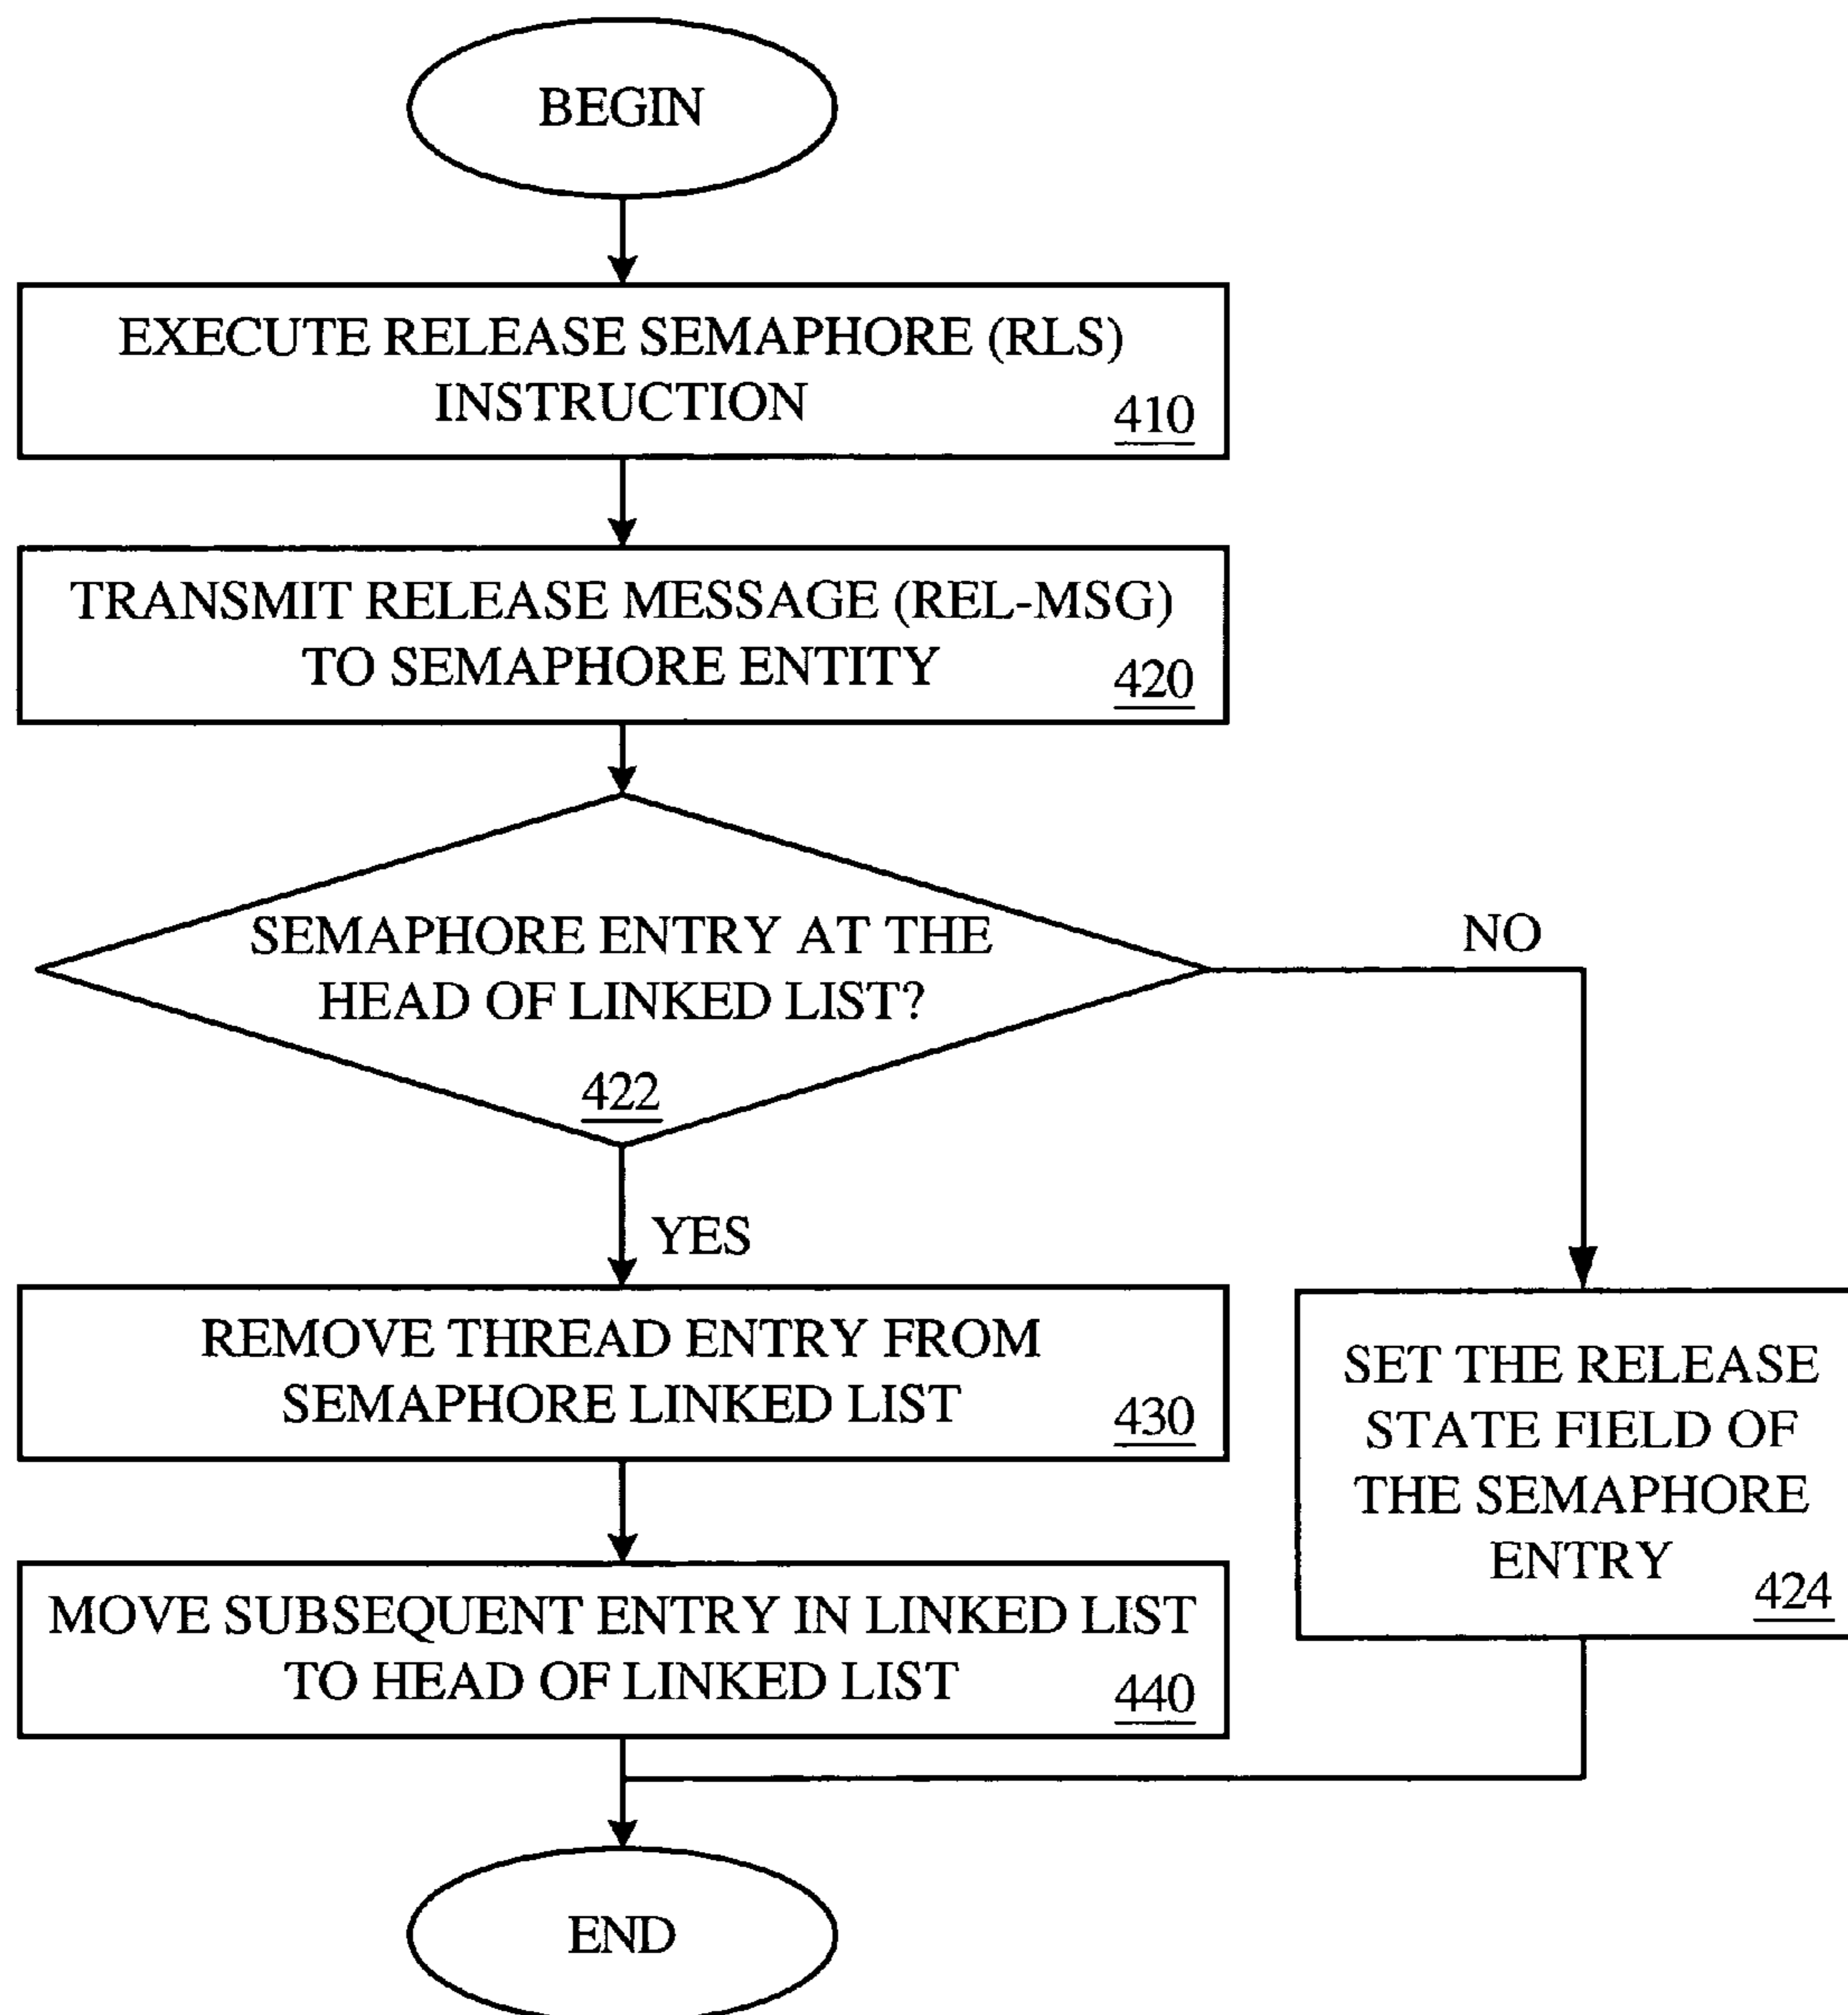 BEGIN
EXECUTE RELEASE SEMAPHORE (RLS)
INSTRUCTION
410
TRANSMIT RELEASE MESSAGE (REL-MSG)
TO SEMAPHORE ENTITY
420
SEMAPHORE ENTRY AT THE
HEAD OF LINKED LIST?
422
NO
YES
REMOVE THREAD ENTRY FROM
SEMAPHORE LINKED LIST
430
SET THE RELEASE
STATE FIELD OF
THE SEMAPHORE
ENTRY
424
MOVE SUBSEQUENT ENTRY IN LINKED LIST
TO HEAD OF LINKED LIST
440
END